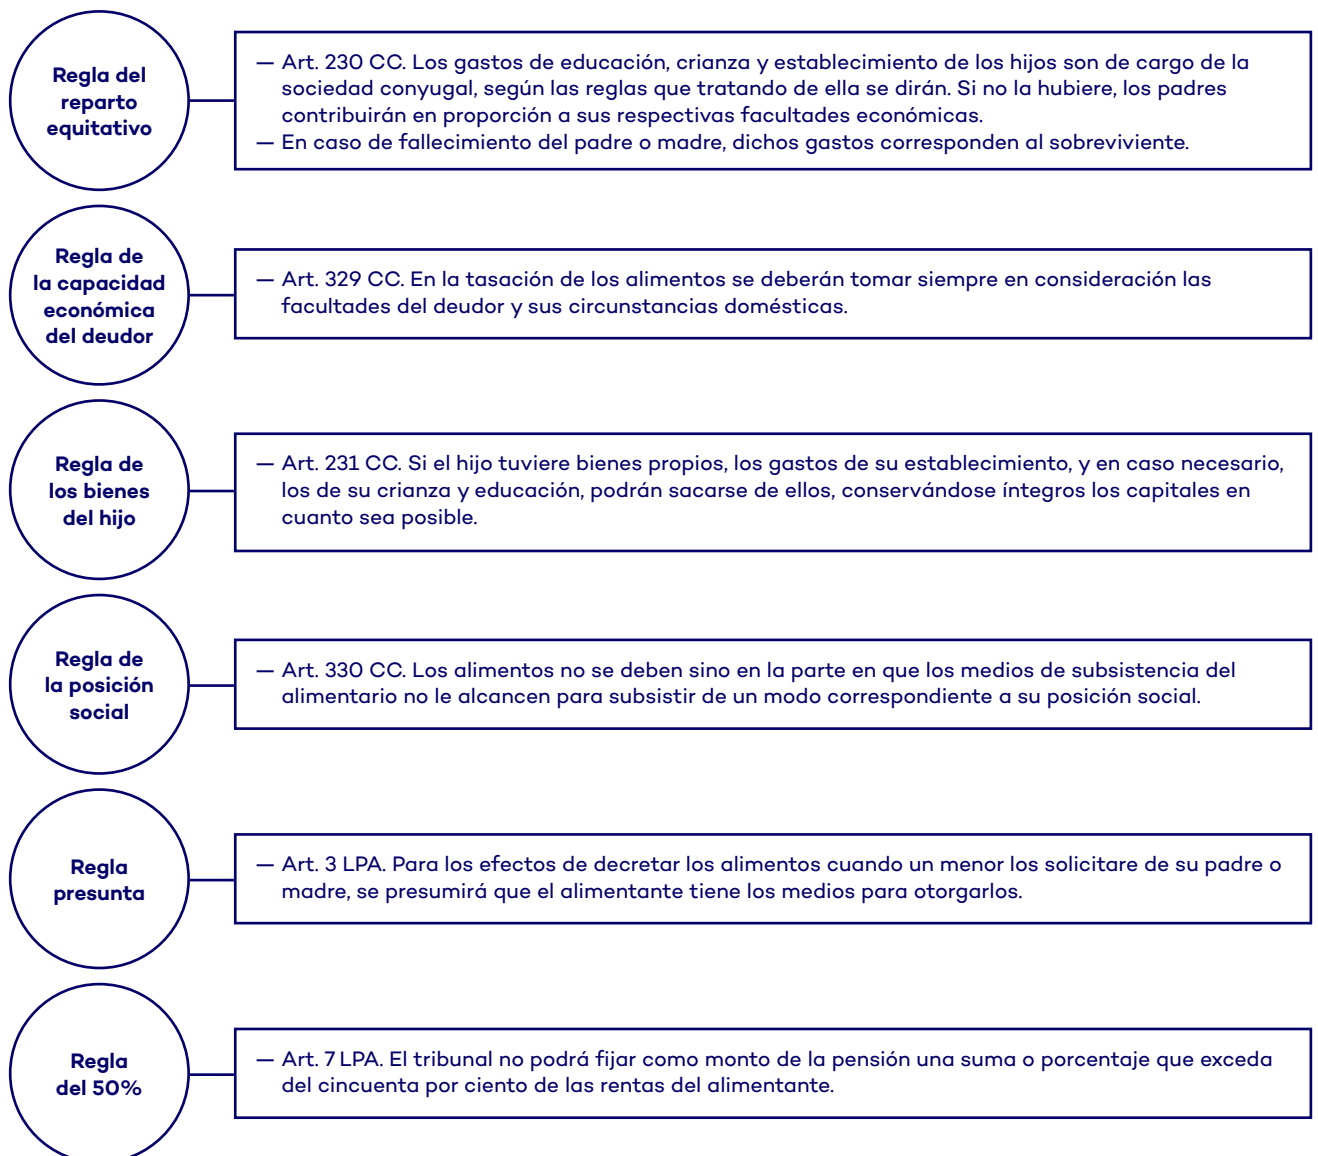 Regla del
reparto
equitativo
— Art. 230 CC. Los gastos de educación, crianza y establecimiento de los hijos son de cargo de la
sociedad conyugal, según las reglas que tratando de ella se dirán. Si no la hubiere, los padres
contribuirán en proporción a sus respectivas facultades económicas.
— En caso de fallecimiento del padre o madre, dichos gastos corresponden al sobreviviente.
Regla de
la capacidad
económica
del deudor
— Art. 329 CC. En la tasación de los alimentos se deberán tomar siempre en consideración las
facultades del deudor y sus circunstancias domésticas.
Regla de
los bienes
del hijo
— Art. 231 CC. Si el hijo tuviere bienes propios, los gastos de su establecimiento, y en caso necesario,
los de su crianza y educación, podrán sacarse de ellos, conservándose íntegros los capitales en
cuanto sea posible.
Regla de
la posición
social
— Art. 330 CC. Los alimentos no se deben sino en la parte en que los medios de subsistencia del
alimentario no le alcancen para subsistir de un modo correspondiente a su posición social.
Regla
presunta
— Art. 3 LPA. Para los efectos de decretar los alimentos cuando un menor los solicitare de su padre o
madre, se presumirá que el alimentante tiene los medios para otorgarlos.
Regla
del 50%
— Art. 7 LPA. El tribunal no podrá fijar como monto de la pensión una suma o porcentaje que exceda
del cincuenta por ciento de las rentas del alimentante.